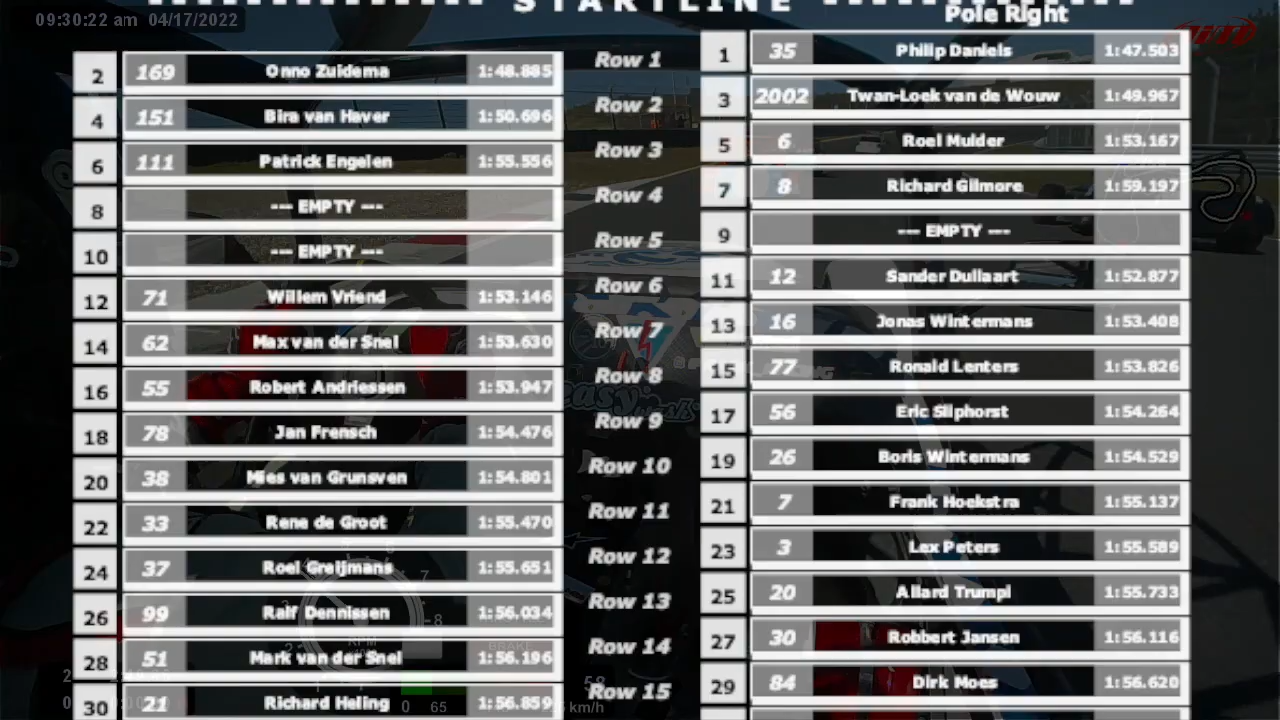 STARTLINE
09:30:22 am 04/17/2022
Pole Right
Row 1
1 35 Philip Daniels 1:47.503
2 169 Onno Zuidema 1:48.885
Row 2
3 2002 Twan-Loek van de Wouw 1:49.967
4 151 Bira van Haver 1:50.696
Row 3
5 6 Roel Mulder 1:53.167
6 111 Patrick Engelen 1:55.556
Row 4
7 8 Richard Gilmore 1:59.197
8 --- EMPTY ---
Row 5
9 --- EMPTY ---
10 --- EMPTY ---
Row 6
11 12 Sander Dullaart 1:52.877
12 71 Willem Vriend 1:53.146
Row 7
13 16 Jonas Wintermans 1:53.408
14 62 Max van der Snel 1:53.630
Row 8
15 77 Ronald Lenters 1:53.826
16 55 Robert Andriessen 1:53.947
Row 9
17 56 Eric Sliphorst 1:54.264
18 78 Jan Frensch 1:54.476
Row 10
19 26 Boris Wintermans 1:54.529
20 38 Mies van Grunsven 1:54.801
Row 11
21 7 Frank Hoekstra 1:55.137
22 33 Rene de Groot 1:55.470
Row 12
23 3 Lex Peters 1:55.589
24 37 Roel Greijmans 1:55.651
Row 13
25 20 Allard Trumpl 1:55.733
26 99 Ralf Dennissen 1:56.034
Row 14
27 30 Robbert Jansen 1:56.116
28 51 Mark van der Snel 1:56.196
Row 15
29 84 Dirk Moes 1:56.620
30 21 Richard Heling 1:56.859
easy
RPM
7
8
0 65
km/h